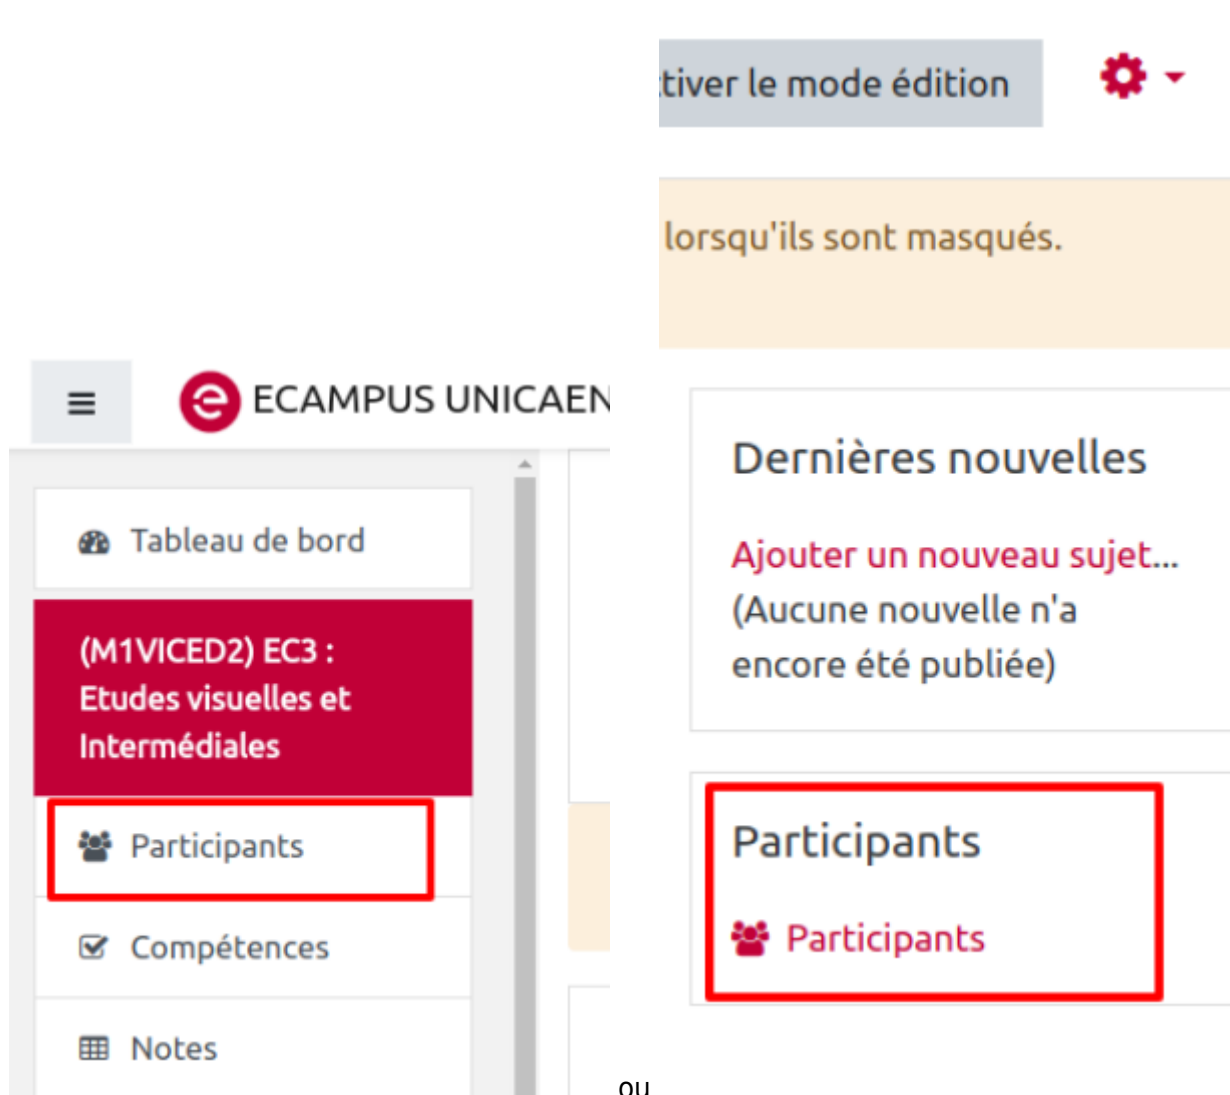 ECAMPUS UNICAEN
Tableau de bord
(M1VICED2) EC3 :
Etudes visuelles et
Intermédiales
Participants
Compétences
Notes
ou
tiver le mode édition
lorsqu'ils sont masqués.
Dernières nouvelles
Ajouter un nouveau sujet...
(Aucune nouvelle n'a
encore été publiée)
Participants
Participants